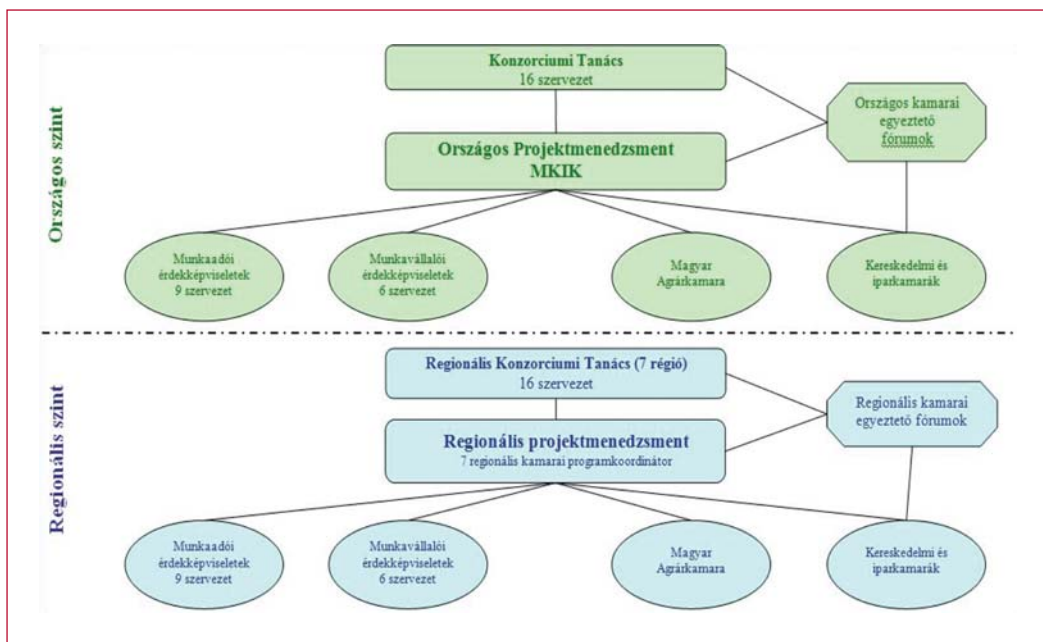 Országos szint
Konzorciumi Tanács
16 szervezet
Országos kamarai
egyeztető
fórumok
Országos Projektmenedzsment
MKIK
Munkaadói
érdekképviseletek
9 szervezet
Munkavállalói
érdekképviseletek
6 szervezet
Magyar
Agrárkamara
Kereskedelmi és
iparkamarák
Regionális szint
Regionális Konzorciumi Tanács (7 régió)
16 szervezet
Regionális kamarai
egyeztető fórumok
Regionális projektmenedzsment
7 regionális kamarai programkoordinátor
Munkaadói
érdekképviseletek
9 szervezet
Munkavállalói
érdekképviseletek
6 szervezet
Magyar
Agrárkamara
Kereskedelmi és
iparkamarák